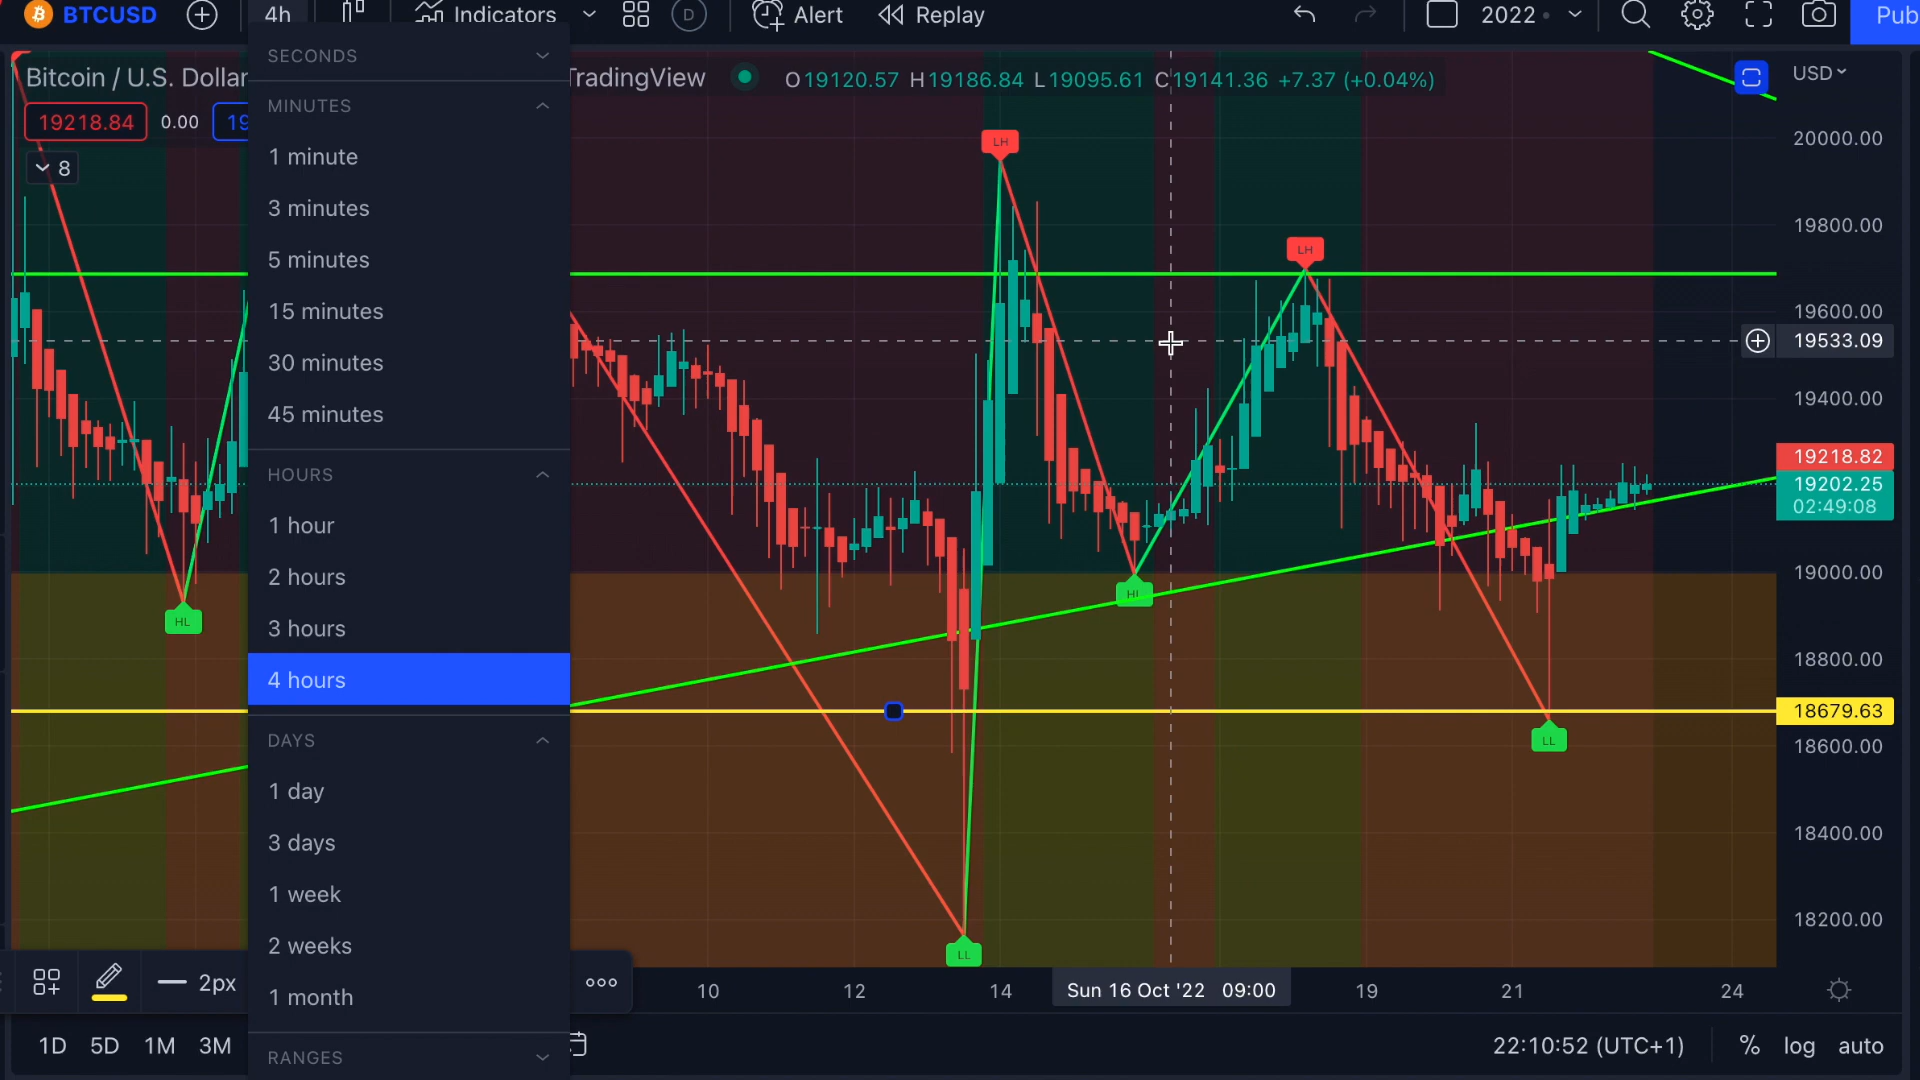 BTCUSD 4h Indicators D Alert Replay 2022 Pub
Bitcoin / U.S. Dollar TradingView O19120.57 H19186.84 L19095.61 C19141.36 +7.37 (+0.04%) USD
19218.84 0.00 19
8
SECONDS
MINUTES
1 minute
3 minutes
5 minutes
15 minutes
30 minutes
45 minutes
HOURS
1 hour
2 hours
3 hours
4 hours
DAYS
1 day
3 days
1 week
2 weeks
1 month
RANGES
HL
LH
LH
HL
LL
LL
20000.00
19800.00
19600.00
19533.09
19400.00
19218.82
19202.25
02:49:08
19000.00
18800.00
18679.63
18600.00
18400.00
18200.00
2px
10 12 14 Sun 16 Oct '22 09:00 19 21 24
1D 5D 1M 3M 22:10:52 (UTC+1) % log auto